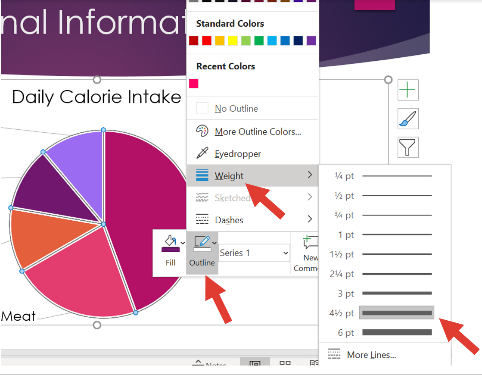 nal Informat
Standard Colors
Recent Colors
No Outline
More Outline Colors...
Eyedropper
Weight
Sketched
Dashes
Daily Calorie Intake
Meat
Fill
Outline
Series 1
New
Comme
¼ pt
½ pt
¾ pt
1 pt
1½ pt
2¼ pt
3 pt
4½ pt
6 pt
More Lines...
Notes